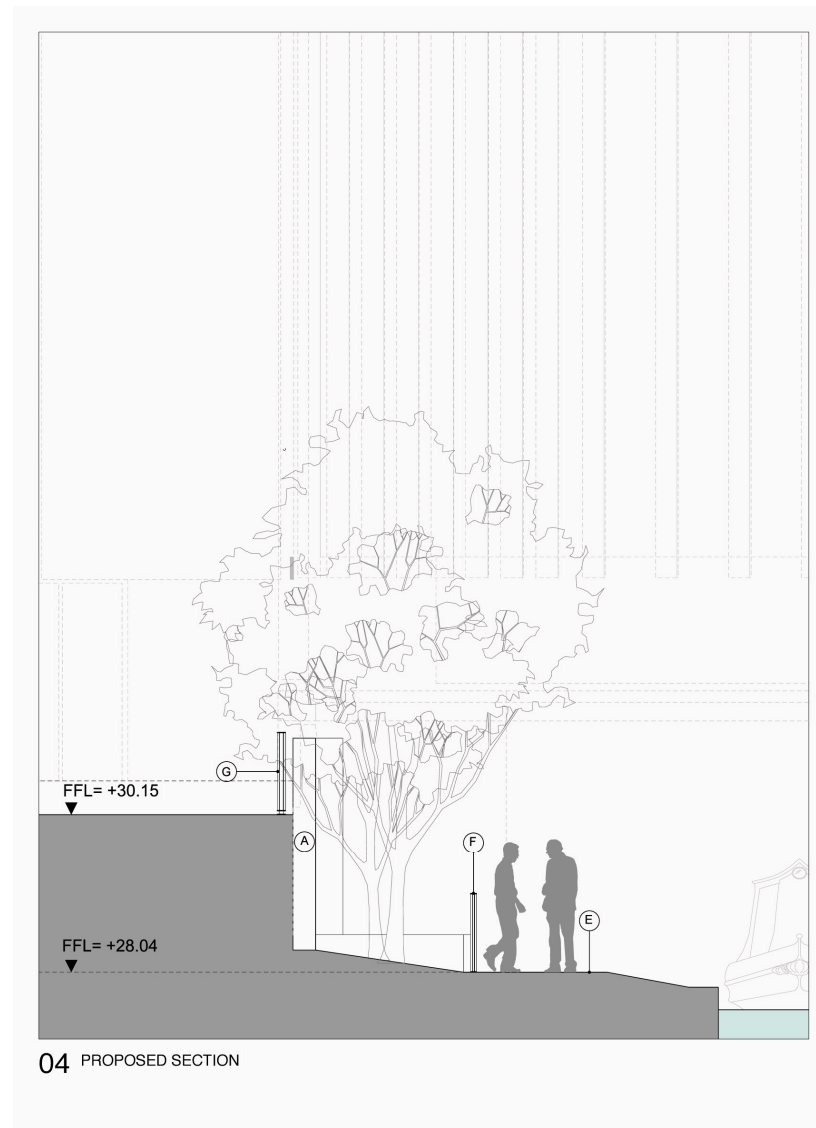 G
FFL= +30.15
A
F
E
FFL= +28.04
04 PROPOSED SECTION